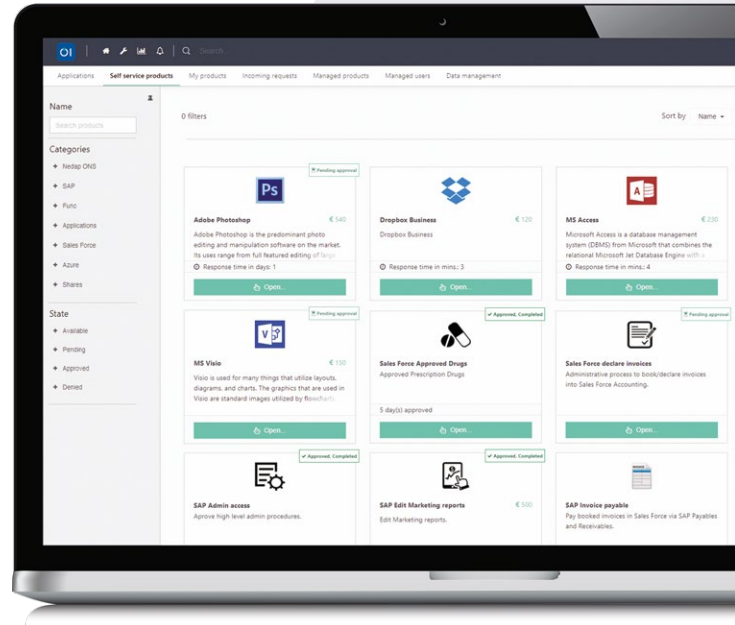 OI
Search...
Applications Self service products My products Incoming requests Managed products Managed users Data management
Name
Search products
Categories
+ Nedap ONS
+ SAP
+ Func
+ Applications
+ Sales Force
+ Azure
+ Shares
State
+ Available
+ Pending
+ Approved
+ Denied
0 filters
Sort by Name
Pending approval
Ps
Adobe Photoshop € 540
Adobe Photoshop is the predominant photo
editing and manipulation software on the market.
Its uses range from full featured editing of large
Response time in days: 1
Open...
Dropbox Business € 120
Dropbox Business
Response time in mins.: 3
Open...
A
MS Access € 230
Microsoft Access is a database management
system (DBMS) from Microsoft that combines the
relational Microsoft Jet Database Engine with a
Response time in mins.: 4
Open...
Pending approval
V
MS Visio € 150
Visio is used for many things that utilize layouts,
diagrams, and charts. The graphics that are used in
Visio are standard images utilized by flowcharts
Open...
Approved, Completed
Sales Force Approved Drugs
Approved Prescription Drugs
5 day(s) approved
Open...
Pending approval
Sales Force declare invoices
Administrative process to book/declare invoices
into Sales Force Accounting.
Open...
Approved, Completed
SAP Admin access
Aprove high level admin procedures.
Approved, Completed
SAP Edit Marketing reports € 500
Edit Marketing reports.
INVOICE
SAP Invoice payable
Pay booked invoices in Sales Force via SAP Payables
and Receivables.